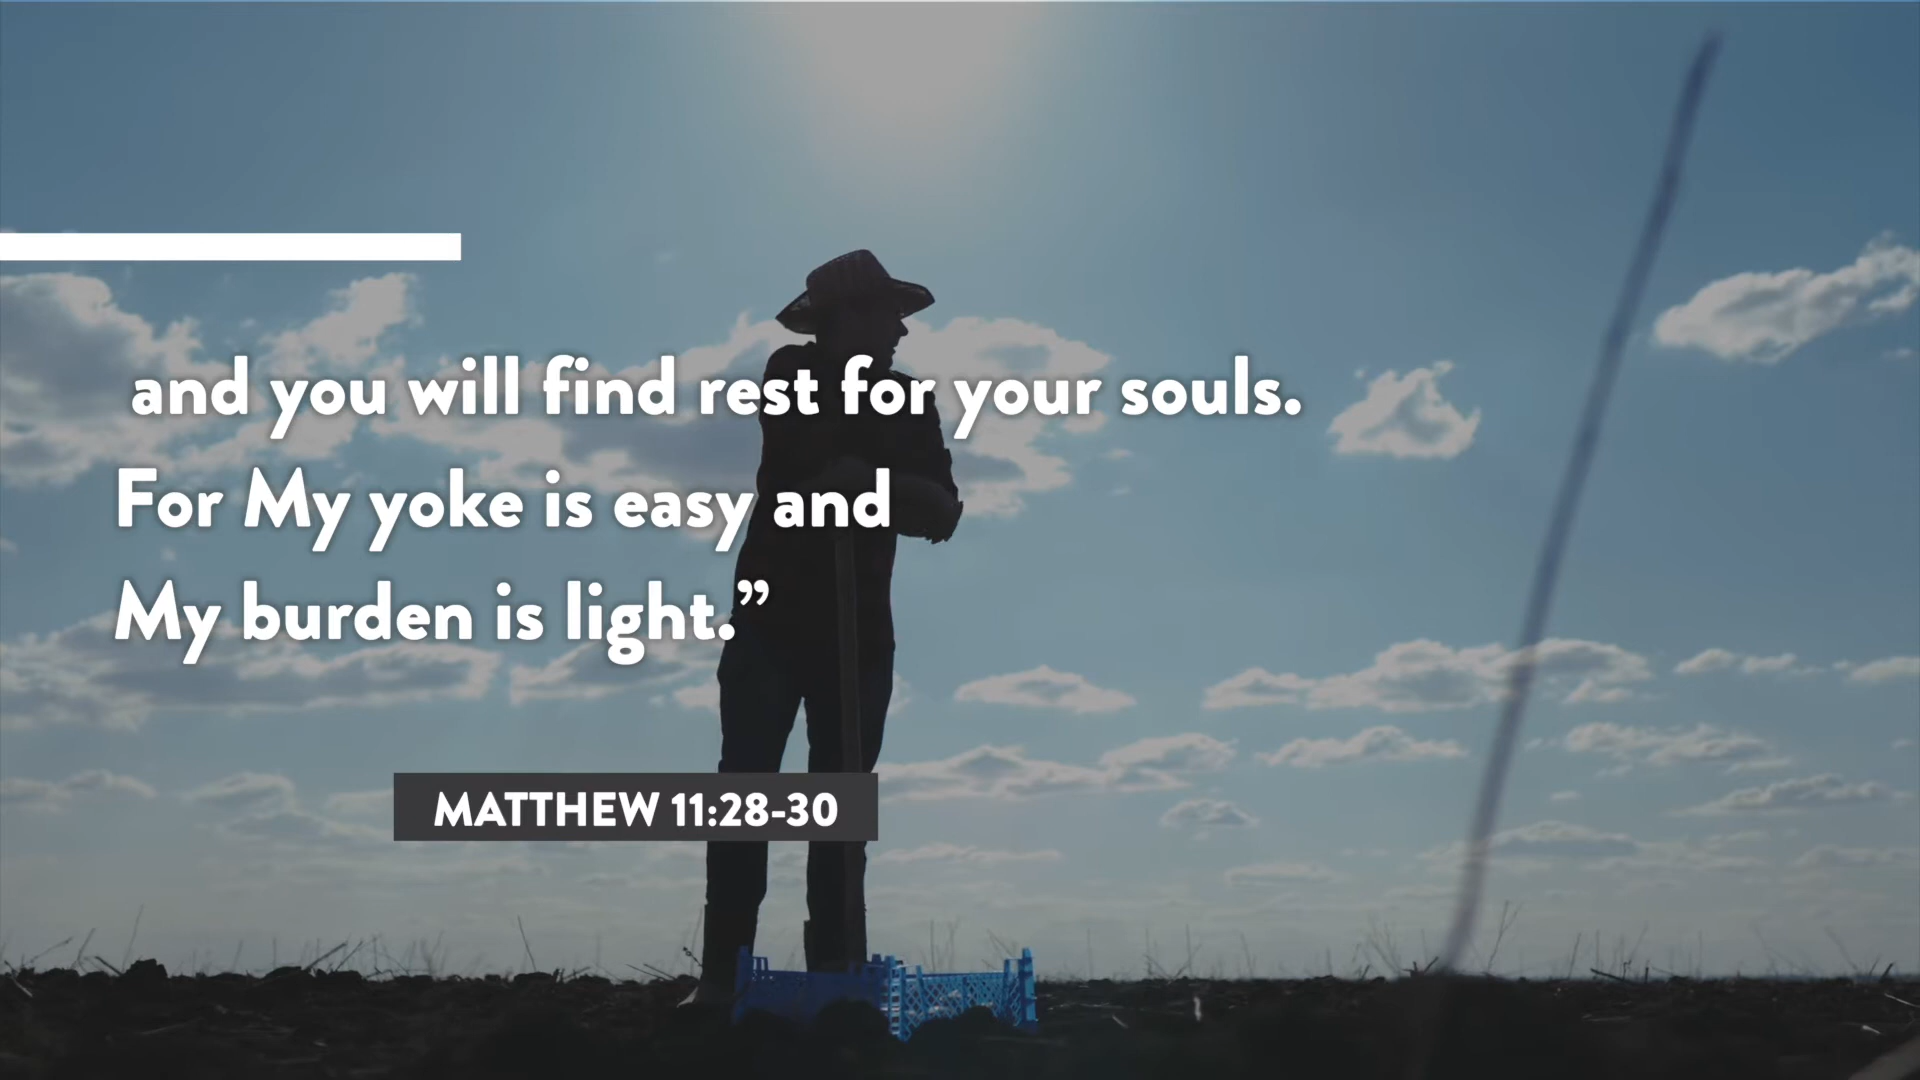 and you will find rest for your souls.
For My yoke is easy and
My burden is light.”
MATTHEW 11:28-30